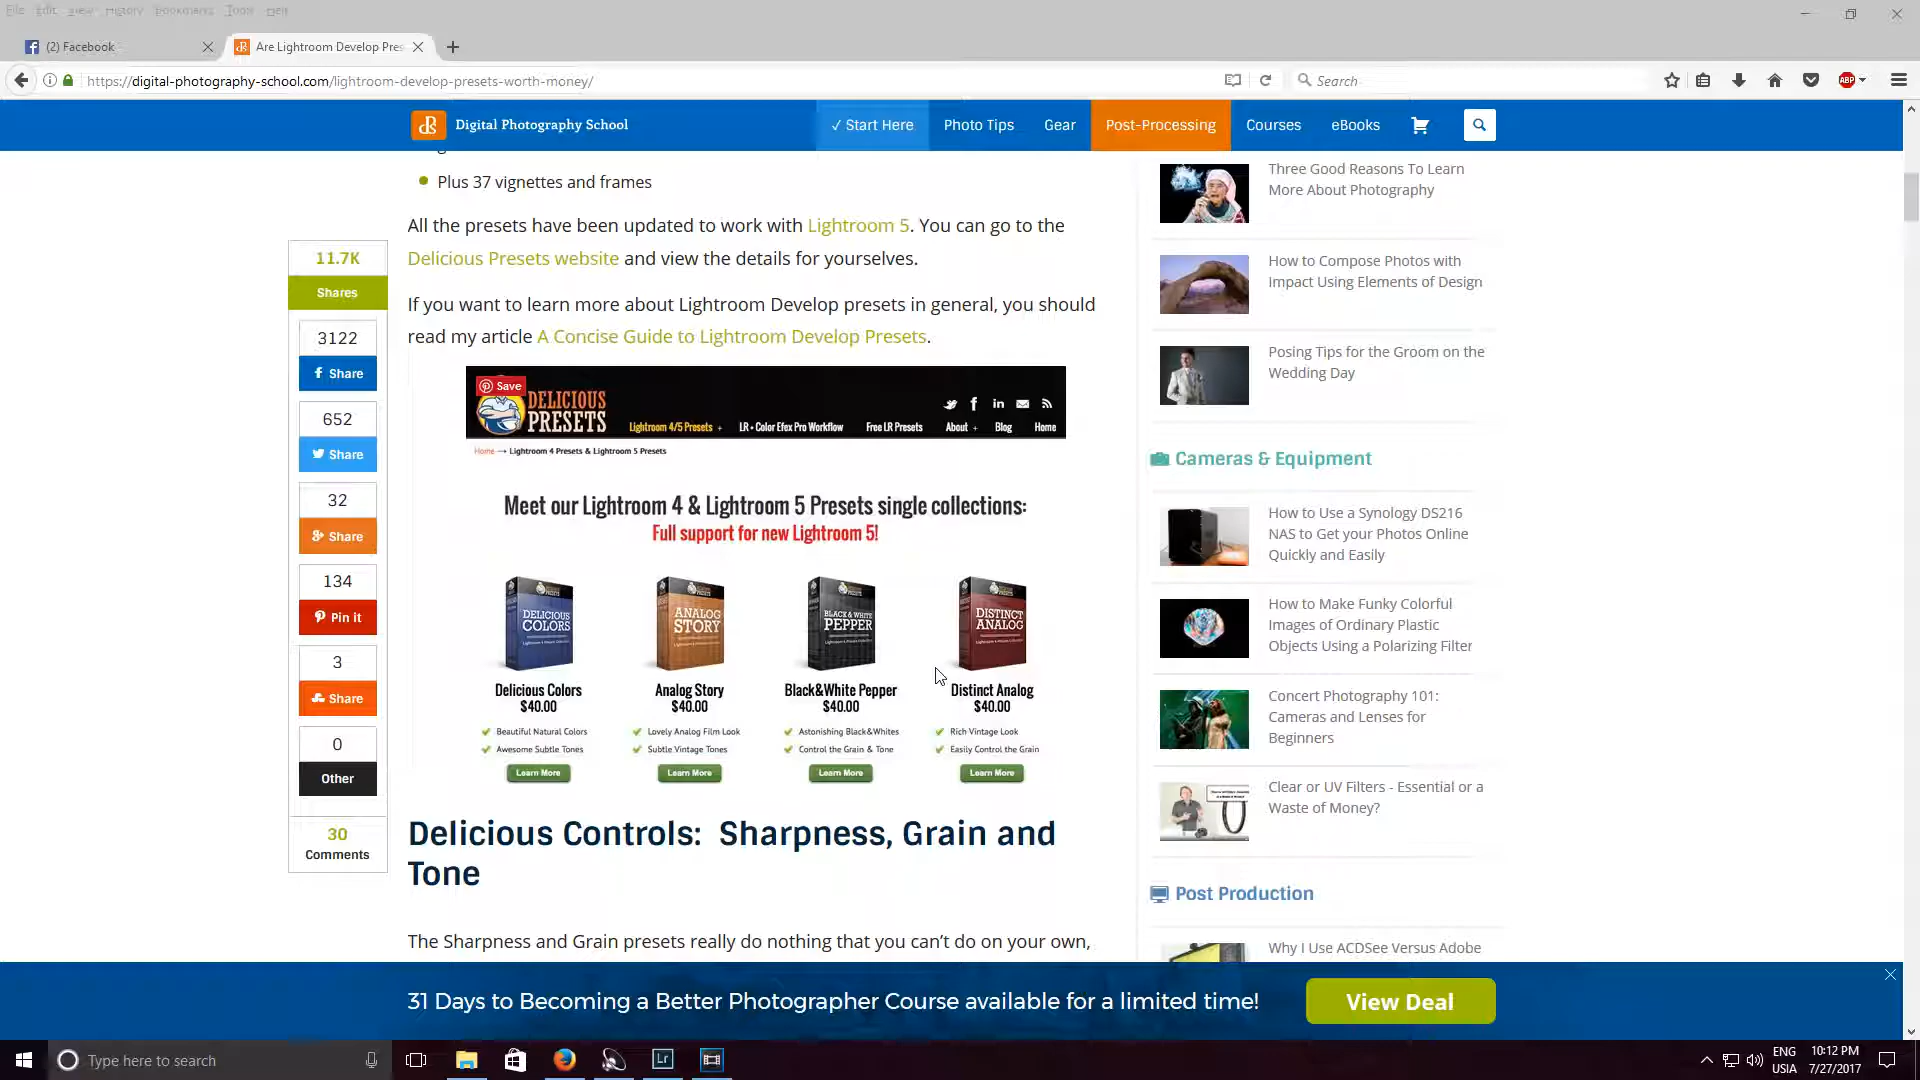 File Edit View History Bookmarks Tools Help
(2) Facebook
Are Lightroom Develop Pres
https://digital-photography-school.com/lightroom-develop-presets-worth-money/
Search
ABP
dPS Digital Photography School
✓ Start Here
Photo Tips
Gear
Post-Processing
Courses
eBooks
Plus 37 vignettes and frames
All the presets have been updated to work with Lightroom 5. You can go to the
Delicious Presets website and view the details for yourselves.
If you want to learn more about Lightroom Develop presets in general, you should
read my article A Concise Guide to Lightroom Develop Presets.
11.7K
Shares
3122
Share
652
Share
32
Share
134
Pin it
3
Share
0
Other
30
Comments
Save
DELICIOUS
PRESETS
Lightroom 4/5 Presets +
LR + Color Efex Pro Workflow
Free LR Presets
About +
Blog
Home
Home → Lightroom 4 Presets & Lightroom 5 Presets
Meet our Lightroom 4 & Lightroom 5 Presets single collections:
Full support for new Lightroom 5!
DELICIOUS
COLORS
ANALOG
STORY
BLACK & WHITE
PEPPER
DISTINCT
ANALOG
Delicious Colors
$40.00
Beautiful Natural Colors
Awesome Subtle Tones
Learn More
Analog Story
$40.00
Lovely Analog Film Look
Subtle Vintage Tones
Learn More
Black&White Pepper
$40.00
Astonishing Black&Whites
Control the Grain & Tone
Learn More
Distinct Analog
$40.00
Rich Vintage Look
Easily Control the Grain
Learn More
Delicious Controls: Sharpness, Grain and
Tone
The Sharpness and Grain presets really do nothing that you can't do on your own,
Three Good Reasons To Learn
More About Photography
How to Compose Photos with
Impact Using Elements of Design
Posing Tips for the Groom on the
Wedding Day
Cameras & Equipment
How to Use a Synology DS216
NAS to Get your Photos Online
Quickly and Easily
How to Make Funky Colorful
Images of Ordinary Plastic
Objects Using a Polarizing Filter
Concert Photography 101:
Cameras and Lenses for
Beginners
Clear or UV Filters - Essential or a
Waste of Money?
Post Production
Why I Use ACDSee Versus Adobe
31 Days to Becoming a Better Photographer Course available for a limited time!
View Deal
Type here to search
Lr
ENG
USIA
10:12 PM
7/27/2017